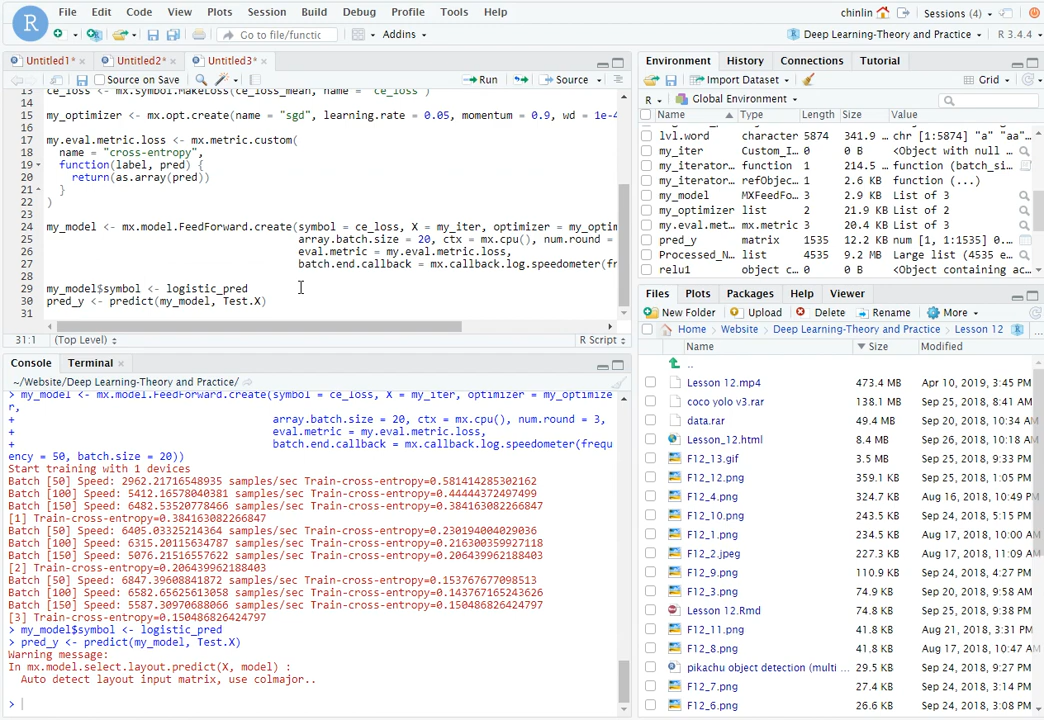 File Edit Code View Plots Session Build Debug Profile Tools Help
chinlin Sessions (4)
R
Go to file/functic Addins
Deep Learning-Theory and Practice R 3.4.4
Untitled1* Untitled2* Untitled3*
Source on Save Run Source
13 ce_loss <- mx.symbol.MakeLoss(ce_loss_mean, name = 'ce_loss')
14
15 my_optimizer <- mx.opt.create(name = "sgd", learning.rate = 0.05, momentum = 0.9, wd = 1e-4
16
17 my.eval.metric.loss <- mx.metric.custom(
18 name = "cross-entropy",
19 function(label, pred) {
20 return(as.array(pred))
21 }
22 )
23
24 my_model <- mx.model.FeedForward.create(symbol = ce_loss, X = my_iter, optimizer = my_optim
25 array.batch.size = 20, ctx = mx.cpu(), num.round =
26 eval.metric = my.eval.metric.loss,
27 batch.end.callback = mx.callback.log.speedometer(fr
28
29 my_model$symbol <- logistic_pred
30 pred_y <- predict(my_model, Test.X)
31
31:1 (Top Level) R Script
Console Terminal
~/Website/Deep Learning-Theory and Practice/
> my_model <- mx.model.FeedForward.create(symbol = ce_loss, X = my_iter, optimizer = my_optimize
r,
+ array.batch.size = 20, ctx = mx.cpu(), num.round = 3,
+ eval.metric = my.eval.metric.loss,
+ batch.end.callback = mx.callback.log.speedometer(frequ
ency = 50, batch.size = 20))
Start training with 1 devices
Batch [50] Speed: 2962.21716548935 samples/sec Train-cross-entropy=0.581414285302162
Batch [100] Speed: 5412.16578040381 samples/sec Train-cross-entropy=0.44444372497499
Batch [150] Speed: 6482.53520778466 samples/sec Train-cross-entropy=0.384163082266847
[1] Train-cross-entropy=0.384163082266847
Batch [50] Speed: 6405.03325214364 samples/sec Train-cross-entropy=0.230194004029036
Batch [100] Speed: 6315.20115634787 samples/sec Train-cross-entropy=0.216300359927118
Batch [150] Speed: 5076.21516557622 samples/sec Train-cross-entropy=0.206439962188403
[2] Train-cross-entropy=0.206439962188403
Batch [50] Speed: 6847.39608841872 samples/sec Train-cross-entropy=0.153767677098513
Batch [100] Speed: 6582.65625613058 samples/sec Train-cross-entropy=0.143767165243626
Batch [150] Speed: 5587.30970688066 samples/sec Train-cross-entropy=0.150486826424797
[3] Train-cross-entropy=0.150486826424797
> my_model$symbol <- logistic_pred
> pred_y <- predict(my_model, Test.X)
Warning message:
In mx.model.select.layout.predict(X, model) :
Auto detect layout input matrix, use colmajor..
>
Environment History Connections Tutorial
Import Dataset Grid
R Global Environment
Name Type Length Size Value
lvl.word character 5874 341.9 … chr [1:5874] "a" "aa"…
my_iter Custom_I… 0 0 B <Object with null …
my_iterator… function 1 214.5 … function (batch_si…
my_iterator… refObjec… 1 2.6 KB function (...)
my_model MXFeedFo… 3 2.9 KB List of 3
my_optimizer list 2 21.9 KB List of 2
my.eval.met… mx.metric 3 20.4 KB List of 3
pred_y matrix 1535 12.2 KB num [1, 1:1535] 0.…
Processed_N… list 4535 9.2 MB Large list (4535 e…
relu1 object c… 0 0 B <Object containing ac…
Files Plots Packages Help Viewer
New Folder Upload Delete Rename More
Home Website Deep Learning-Theory and Practice Lesson 12 ...
Name Size Modified
..
Lesson 12.mp4 473.4 MB Apr 10, 2019, 3:45 PM
coco yolo v3.rar 138.1 MB Sep 25, 2018, 8:41 AM
data.rar 49.4 MB Sep 20, 2018, 10:34 AM
Lesson_12.html 8.4 MB Sep 26, 2018, 10:18 AM
F12_13.gif 3.5 MB Sep 25, 2018, 9:33 PM
F12_12.png 359.1 KB Sep 25, 2018, 1:05 PM
F12_4.png 324.7 KB Aug 16, 2018, 10:49 PM
F12_10.png 243.5 KB Sep 24, 2018, 5:15 PM
F12_1.png 234.5 KB Aug 17, 2018, 10:00 AM
F12_2.jpeg 227.3 KB Aug 17, 2018, 11:09 AM
F12_9.png 110.9 KB Sep 24, 2018, 4:27 PM
F12_3.png 74.9 KB Sep 20, 2018, 9:58 AM
Lesson 12.Rmd 74.8 KB Sep 25, 2018, 9:38 PM
F12_11.png 41.8 KB Aug 21, 2018, 3:31 PM
F12_8.png 41.8 KB Aug 17, 2018, 10:47 AM
pikachu object detection (multi … 29.5 KB Sep 24, 2018, 9:27 PM
F12_7.png 27.4 KB Sep 24, 2018, 3:14 PM
F12_6.png 26.6 KB Sep 24, 2018, 3:08 PM